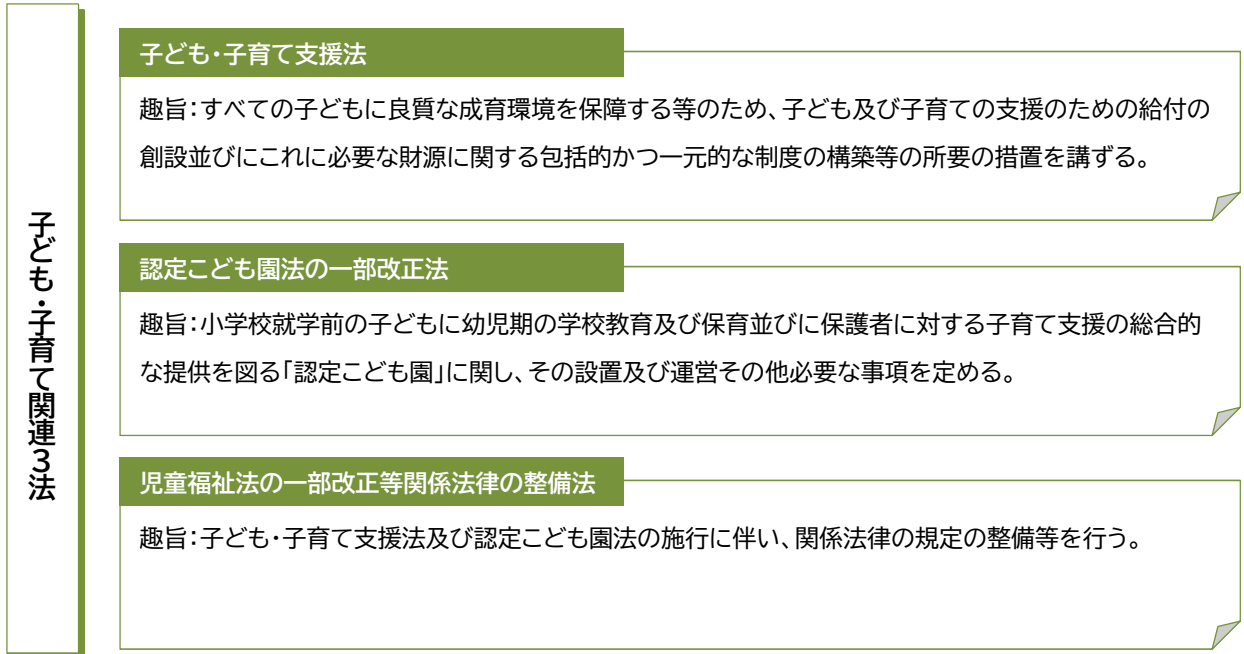 子ども・子育て関連３法
子ども・子育て支援法
趣旨：すべての子どもに良質な成育環境を保障する等のため、子ども及び子育ての支援のための給付の
創設並びにこれに必要な財源に関する包括的かつ一元的な制度の構築等の所要の措置を講ずる。
認定こども園法の一部改正法
趣旨：小学校就学前の子どもに幼児期の学校教育及び保育並びに保護者に対する子育て支援の総合的
な提供を図る「認定こども園」に関し、その設置及び運営その他必要な事項を定める。
児童福祉法の一部改正等関係法律の整備法
趣旨：子ども・子育て支援法及び認定こども園法の施行に伴い、関係法律の規定の整備等を行う。